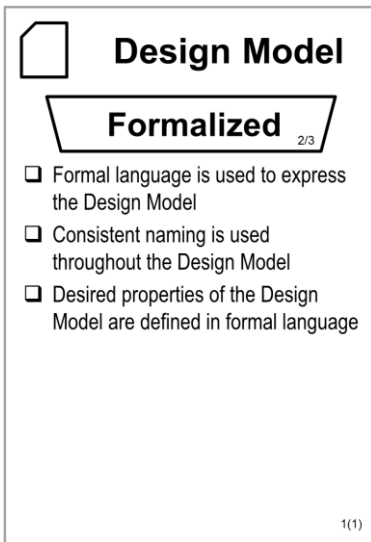 Design Model
Formalized
2/3
❑ Formal language is used to express
the Design Model
❑ Consistent naming is used
throughout the Design Model
❑ Desired properties of the Design
Model are defined in formal language
1(1)